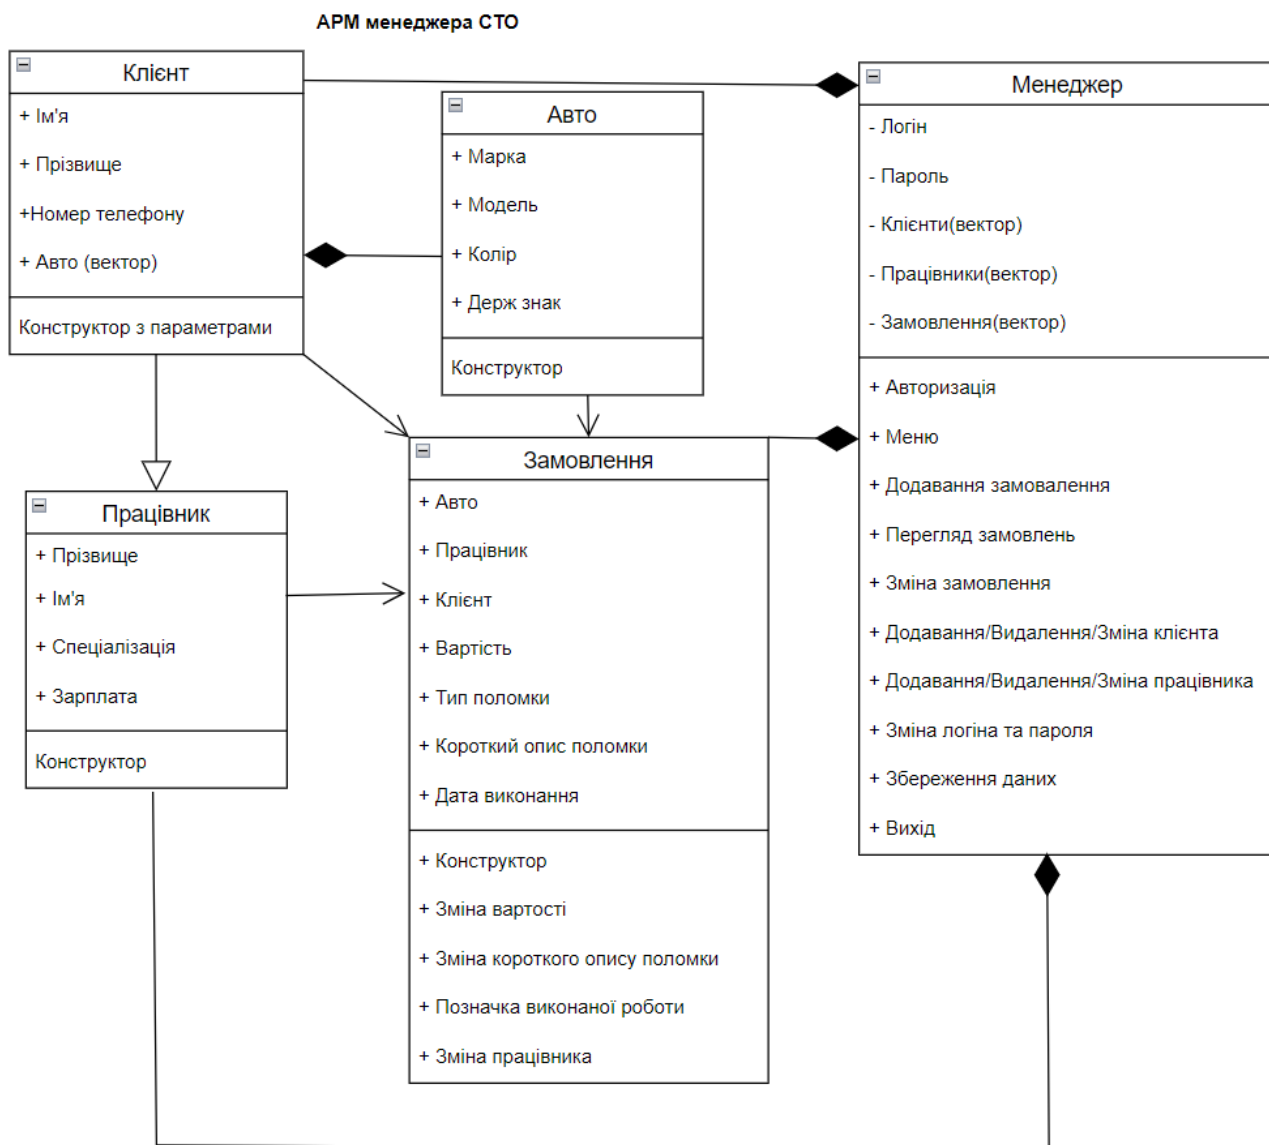 АРМ менеджера СТО
Клієнт
+ Ім'я
+ Прізвище
+Номер телефону
+ Авто (вектор)
Конструктор з параметрами
Авто
+ Марка
+ Модель
+ Колір
+ Держ знак
Конструктор
Менеджер
- Логін
- Пароль
- Клієнти(вектор)
- Працівники(вектор)
- Замовлення(вектор)
+ Авторизація
+ Меню
+ Додавання замовалення
+ Перегляд замовлень
+ Зміна замовлення
+ Додавання/Видалення/Зміна клієнта
+ Додавання/Видалення/Зміна працівника
+ Зміна логіна та пароля
+ Збереження даних
+ Вихід
Працівник
+ Прізвище
+ Ім'я
+ Спеціалізація
+ Зарплата
Конструктор
Замовлення
+ Авто
+ Працівник
+ Клієнт
+ Вартість
+ Тип поломки
+ Короткий опис поломки
+ Дата виконання
+ Конструктор
+ Зміна вартості
+ Зміна короткого опису поломки
+ Позначка виконаної роботи
+ Зміна працівника